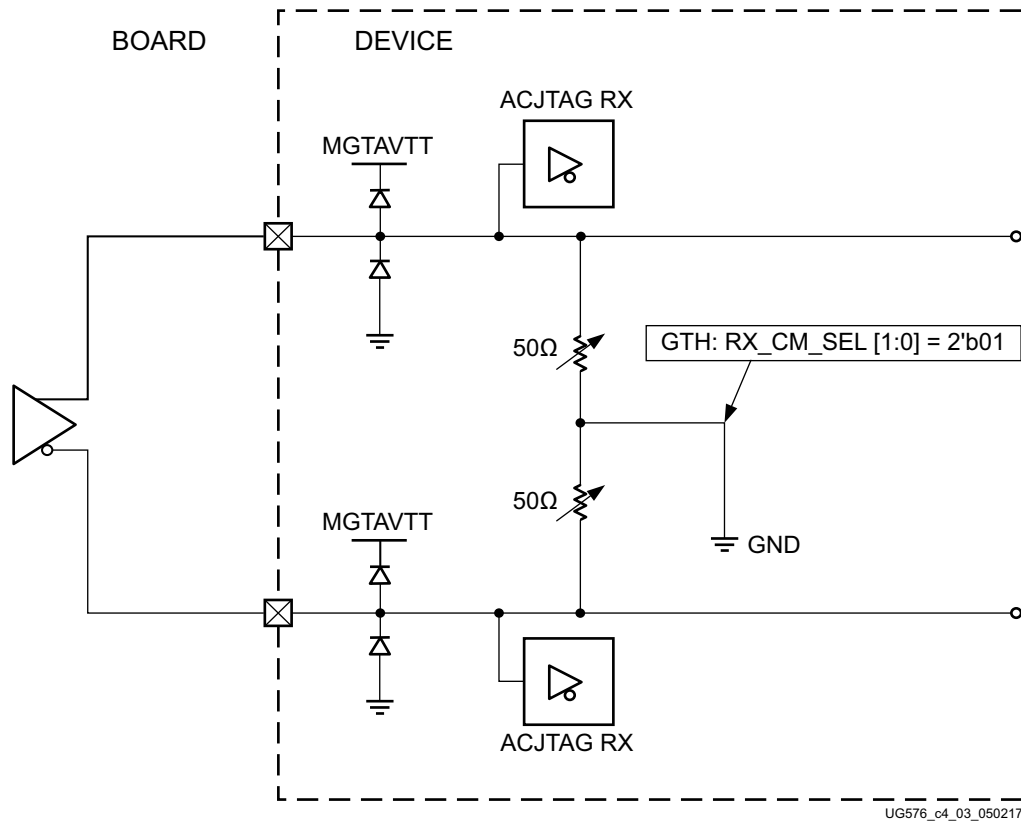 BOARD
DEVICE
ACJTAG RX
MGTAVTT
50Ω
GTH: RX_CM_SEL [1:0] = 2'b01
50Ω
MGTAVTT
GND
ACJTAG RX
UG576_c4_03_050217